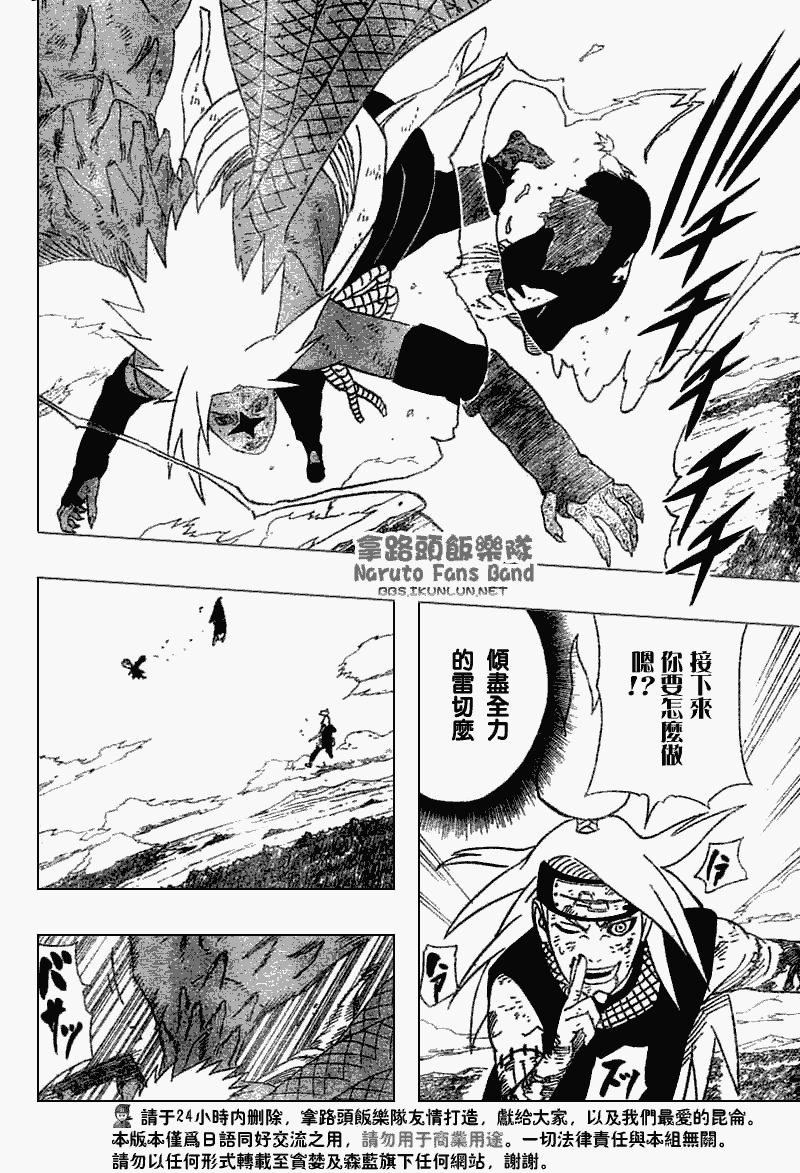 チチチチチチ
拿路頭飯樂隊
Naruto Fans Band
BBS.IKUNLUN.NET
接下來
你要怎麼做
嗯!?
傾盡全力
的雷切麼
バサッ
ズッ
請于24小時内刪除，拿路頭飯樂隊友情打造，獻給大家，以及我們最愛的昆侖。
本版本僅爲日語同好交流之用，請勿用于商業用途。一切法律責任與本組無關。
請勿以任何形式轉載至貪婪及森藍旗下任何網站，謝謝。